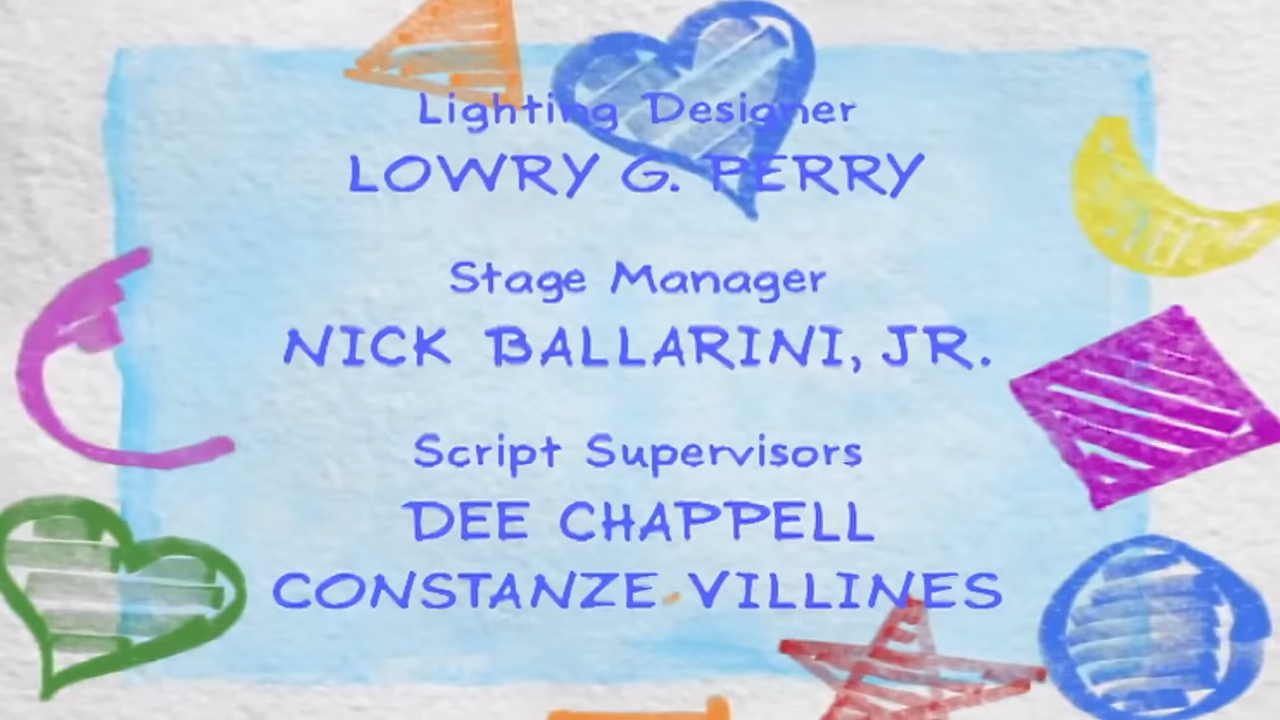 Lighting Designer
LOWRY G. PERRY
Stage Manager
NICK BALLARINI, JR.
Script Supervisors
DEE CHAPPELL
CONSTANZE VILLINES